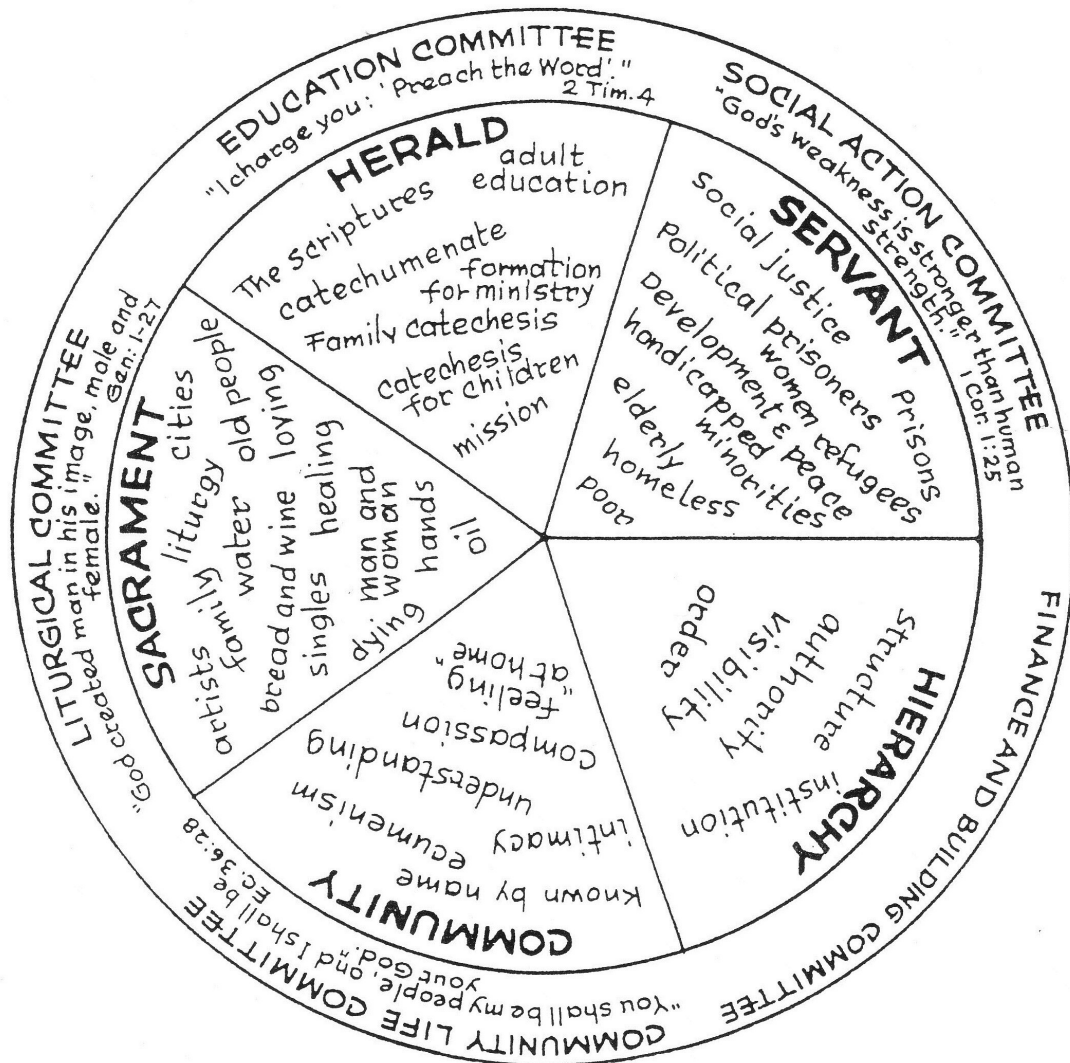 EDUCATION COMMITTEE
"I charge you: 'Preach the Word'."
2 Tim. 4
HERALD
adult
education
The Scriptures
catechumenate
formation
for ministry
Family catechesis
catechesis
for children
mission
SOCIAL ACTION COMMITTEE
"God's weakness is stronger than human
strength."
1 Cor. 1:25
SERVANT
Social justice
Political prisoners
prisons
women refugees
Development & peace
handicapped
minorities
elderly
homeless
poor
FINANCE AND BUILDING COMMITTEE
HIERARCHY
structure
institution
authority
visibility
order
COMMUNITY LIFE COMMITTEE
"You shall be my people, and I shall be
your God."
Ec. 36:28
COMMUNITY
Known by name
intimacy
ecumenism
understanding
compassion
"feeling
at home"
LITURGICAL COMMITTEE
"God created man in his image, male and
female."
Gen: 1-27
SACRAMENT
cities
artists
liturgy
old people
family
water
loving
bread and wine
singles
healing
man and
woman
dying
hands
oil